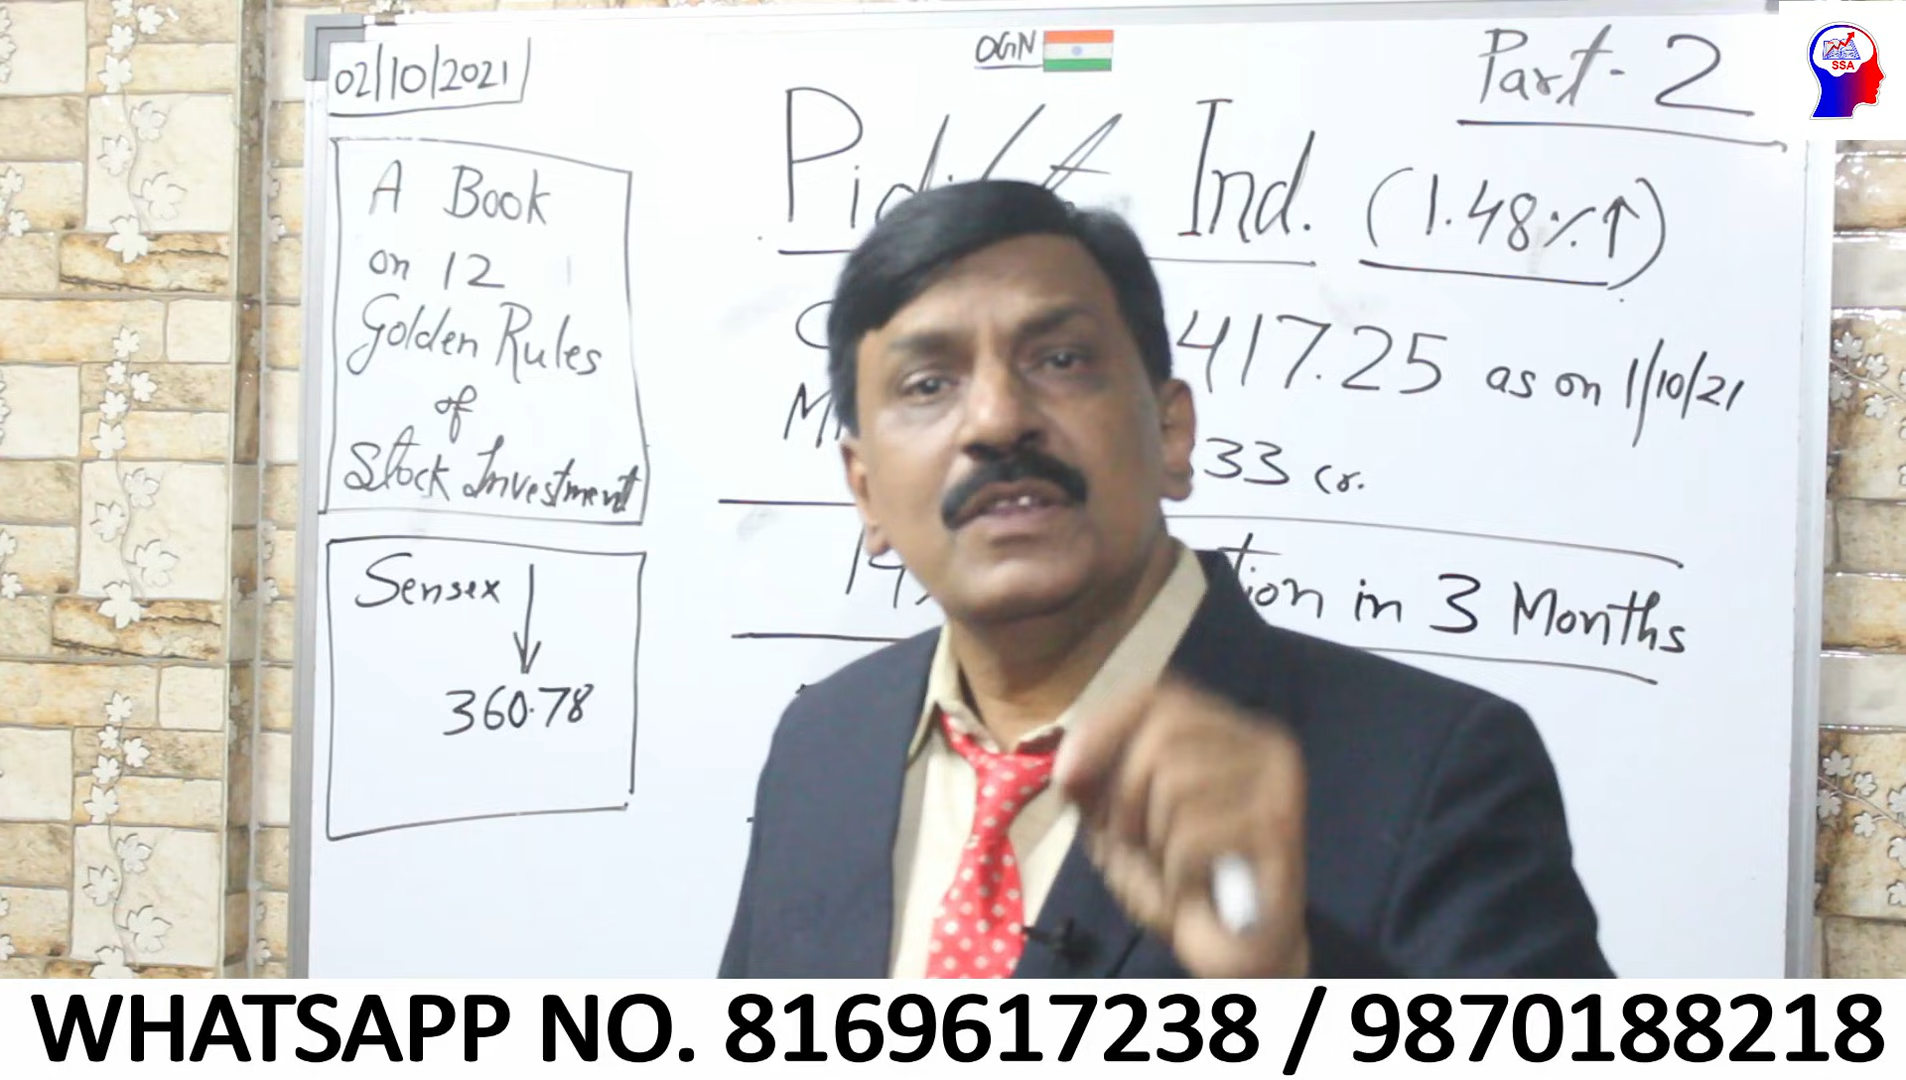 02/10/2021
OGN
Part-2
SSA
A Book
on 12
Golden Rules
of
Stock Investment
Ind. (1.48%↑)
417.25 as on 1/10/21
33 cr.
in 3 Months
Sensex ↓
360.78
WHATSAPP NO. 8169617238 / 9870188218